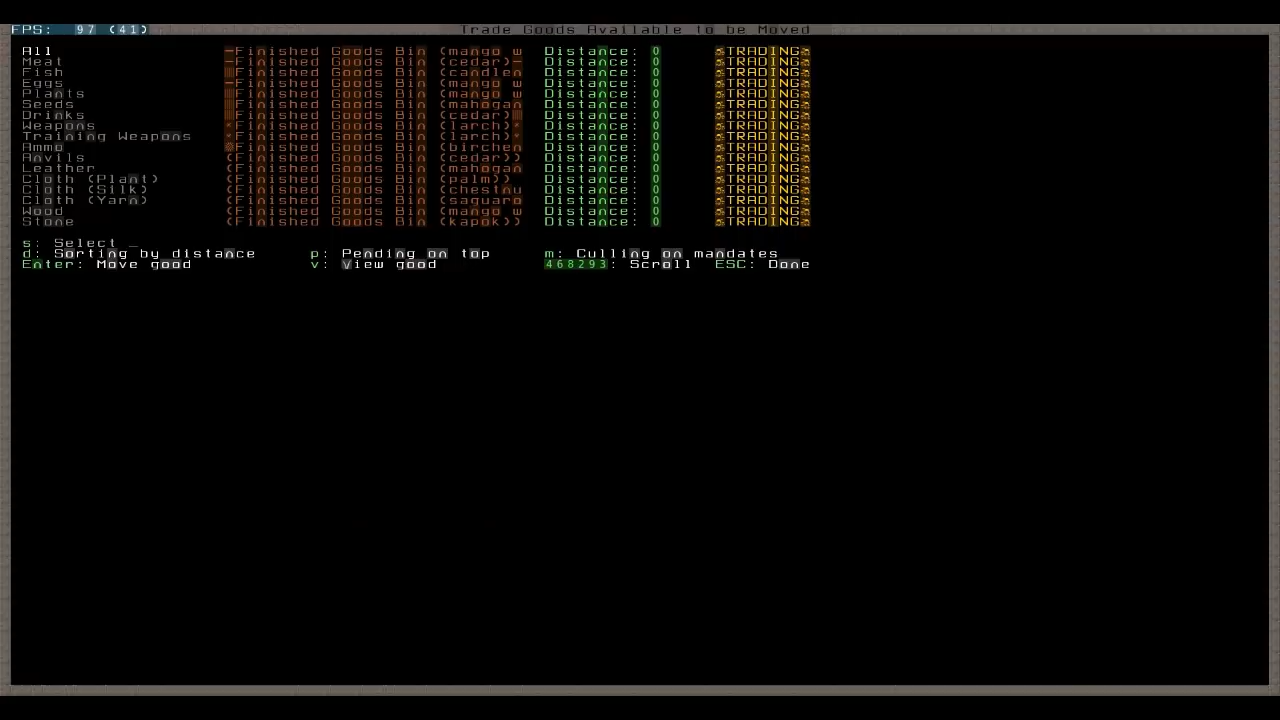 FPS: 97 (41) Trade Goods Available to be Moved
All -Finished Goods Bin (mango w Distance: 0 TRADING
Meat -Finished Goods Bin (cedar)- Distance: 0 TRADING
Fish Finished Goods Bin (candlen Distance: 0 TRADING
Eggs -Finished Goods Bin (mango w Distance: 0 TRADING
Plants Finished Goods Bin (mango w Distance: 0 TRADING
Seeds Finished Goods Bin (mahogan Distance: 0 TRADING
Drinks Finished Goods Bin (cedar) Distance: 0 TRADING
Weapons *Finished Goods Bin (larch)* Distance: 0 TRADING
Training Weapons *Finished Goods Bin (larch)* Distance: 0 TRADING
Ammo ☼Finished Goods Bin (birchen Distance: 0 TRADING
Anvils (Finished Goods Bin (cedar)) Distance: 0 TRADING
Leather (Finished Goods Bin (mahogan Distance: 0 TRADING
Cloth (Plant) (Finished Goods Bin (palm)) Distance: 0 TRADING
Cloth (Silk) (Finished Goods Bin (chestnu Distance: 0 TRADING
Cloth (Yarn) (Finished Goods Bin (saguaro Distance: 0 TRADING
Wood (Finished Goods Bin (mango w Distance: 0 TRADING
Stone (Finished Goods Bin (kapok)) Distance: 0 TRADING
s: Select _
d: Sorting by distance p: Pending on top m: Culling on mandates
Enter: Move good v: View good 468293: Scroll ESC: Done